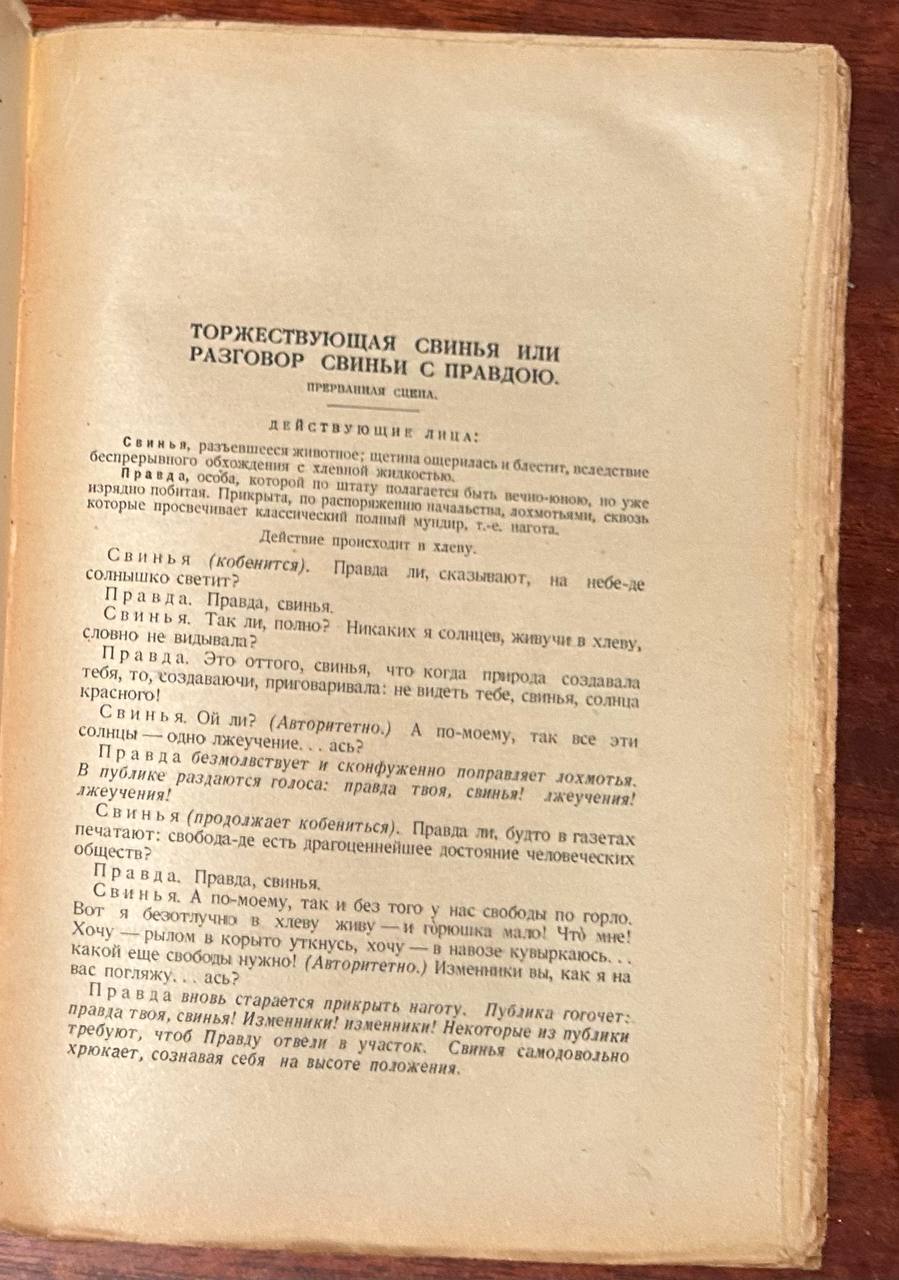 ТОРЖЕСТВУЮЩАЯ СВИНЬЯ ИЛИ
РАЗГОВОР СВИНЬИ С ПРАВДОЮ.
ПРЕРВАННАЯ СЦЕНА.
ДЕЙСТВУЮЩИЕ ЛИЦА:
Свинья, разъевшееся животное; щетина ощерилась и блестит, вследствие
беспрерывного обхождения с хлевной жидкостью.
Правда, особа, которой по штату полагается быть вечно-юною, но уже
изрядно побитая. Прикрыта, по распоряжению начальства, лохмотьями, сквозь
которые просвечивает классический полный мундир, т.-е. нагота.
Действие происходит в хлеву.
Свинья (кобенится). Правда ли, сказывают, на небе-де
солнышко светит?
Правда. Правда, свинья.
Свинья. Так ли, полно? Никаких я солнцев, живучи в хлеву,
словно не видывала?
Правда. Это оттого, свинья, что когда природа создавала
тебя, то, создаваючи, приговаривала: не видеть тебе, свинья, солнца
красного!
Свинья. Ой ли? (Авторитетно.) А по-моему, так все эти
солнцы — одно лжеучение... ась?
Правда безмолвствует и сконфуженно поправляет лохмотья.
В публике раздаются голоса: правда твоя, свинья! лжеучения!
лжеучения!
Свинья (продолжает кобениться). Правда ли, будто в газетах
печатают: свобода-де есть драгоценнейшее достояние человеческих
обществ?
Правда. Правда, свинья.
Свинья. А по-моему, так и без того у нас свободы по горло.
Вот я безотлучно в хлеву живу — и горюшка мало! Что̀ мне!
Хочу — рылом в корыто уткнусь, хочу — в навозе кувыркаюсь...
какой еще свободы нужно! (Авторитетно.) Изменники вы, как я на
вас погляжу... ась?
Правда вновь старается прикрыть наготу. Публика гогочет:
правда твоя, свинья! Изменники! изменники! Некоторые из публики
требуют, чтоб Правду отвели в участок. Свинья самодовольно
хрюкает, сознавая себя на высоте положения.